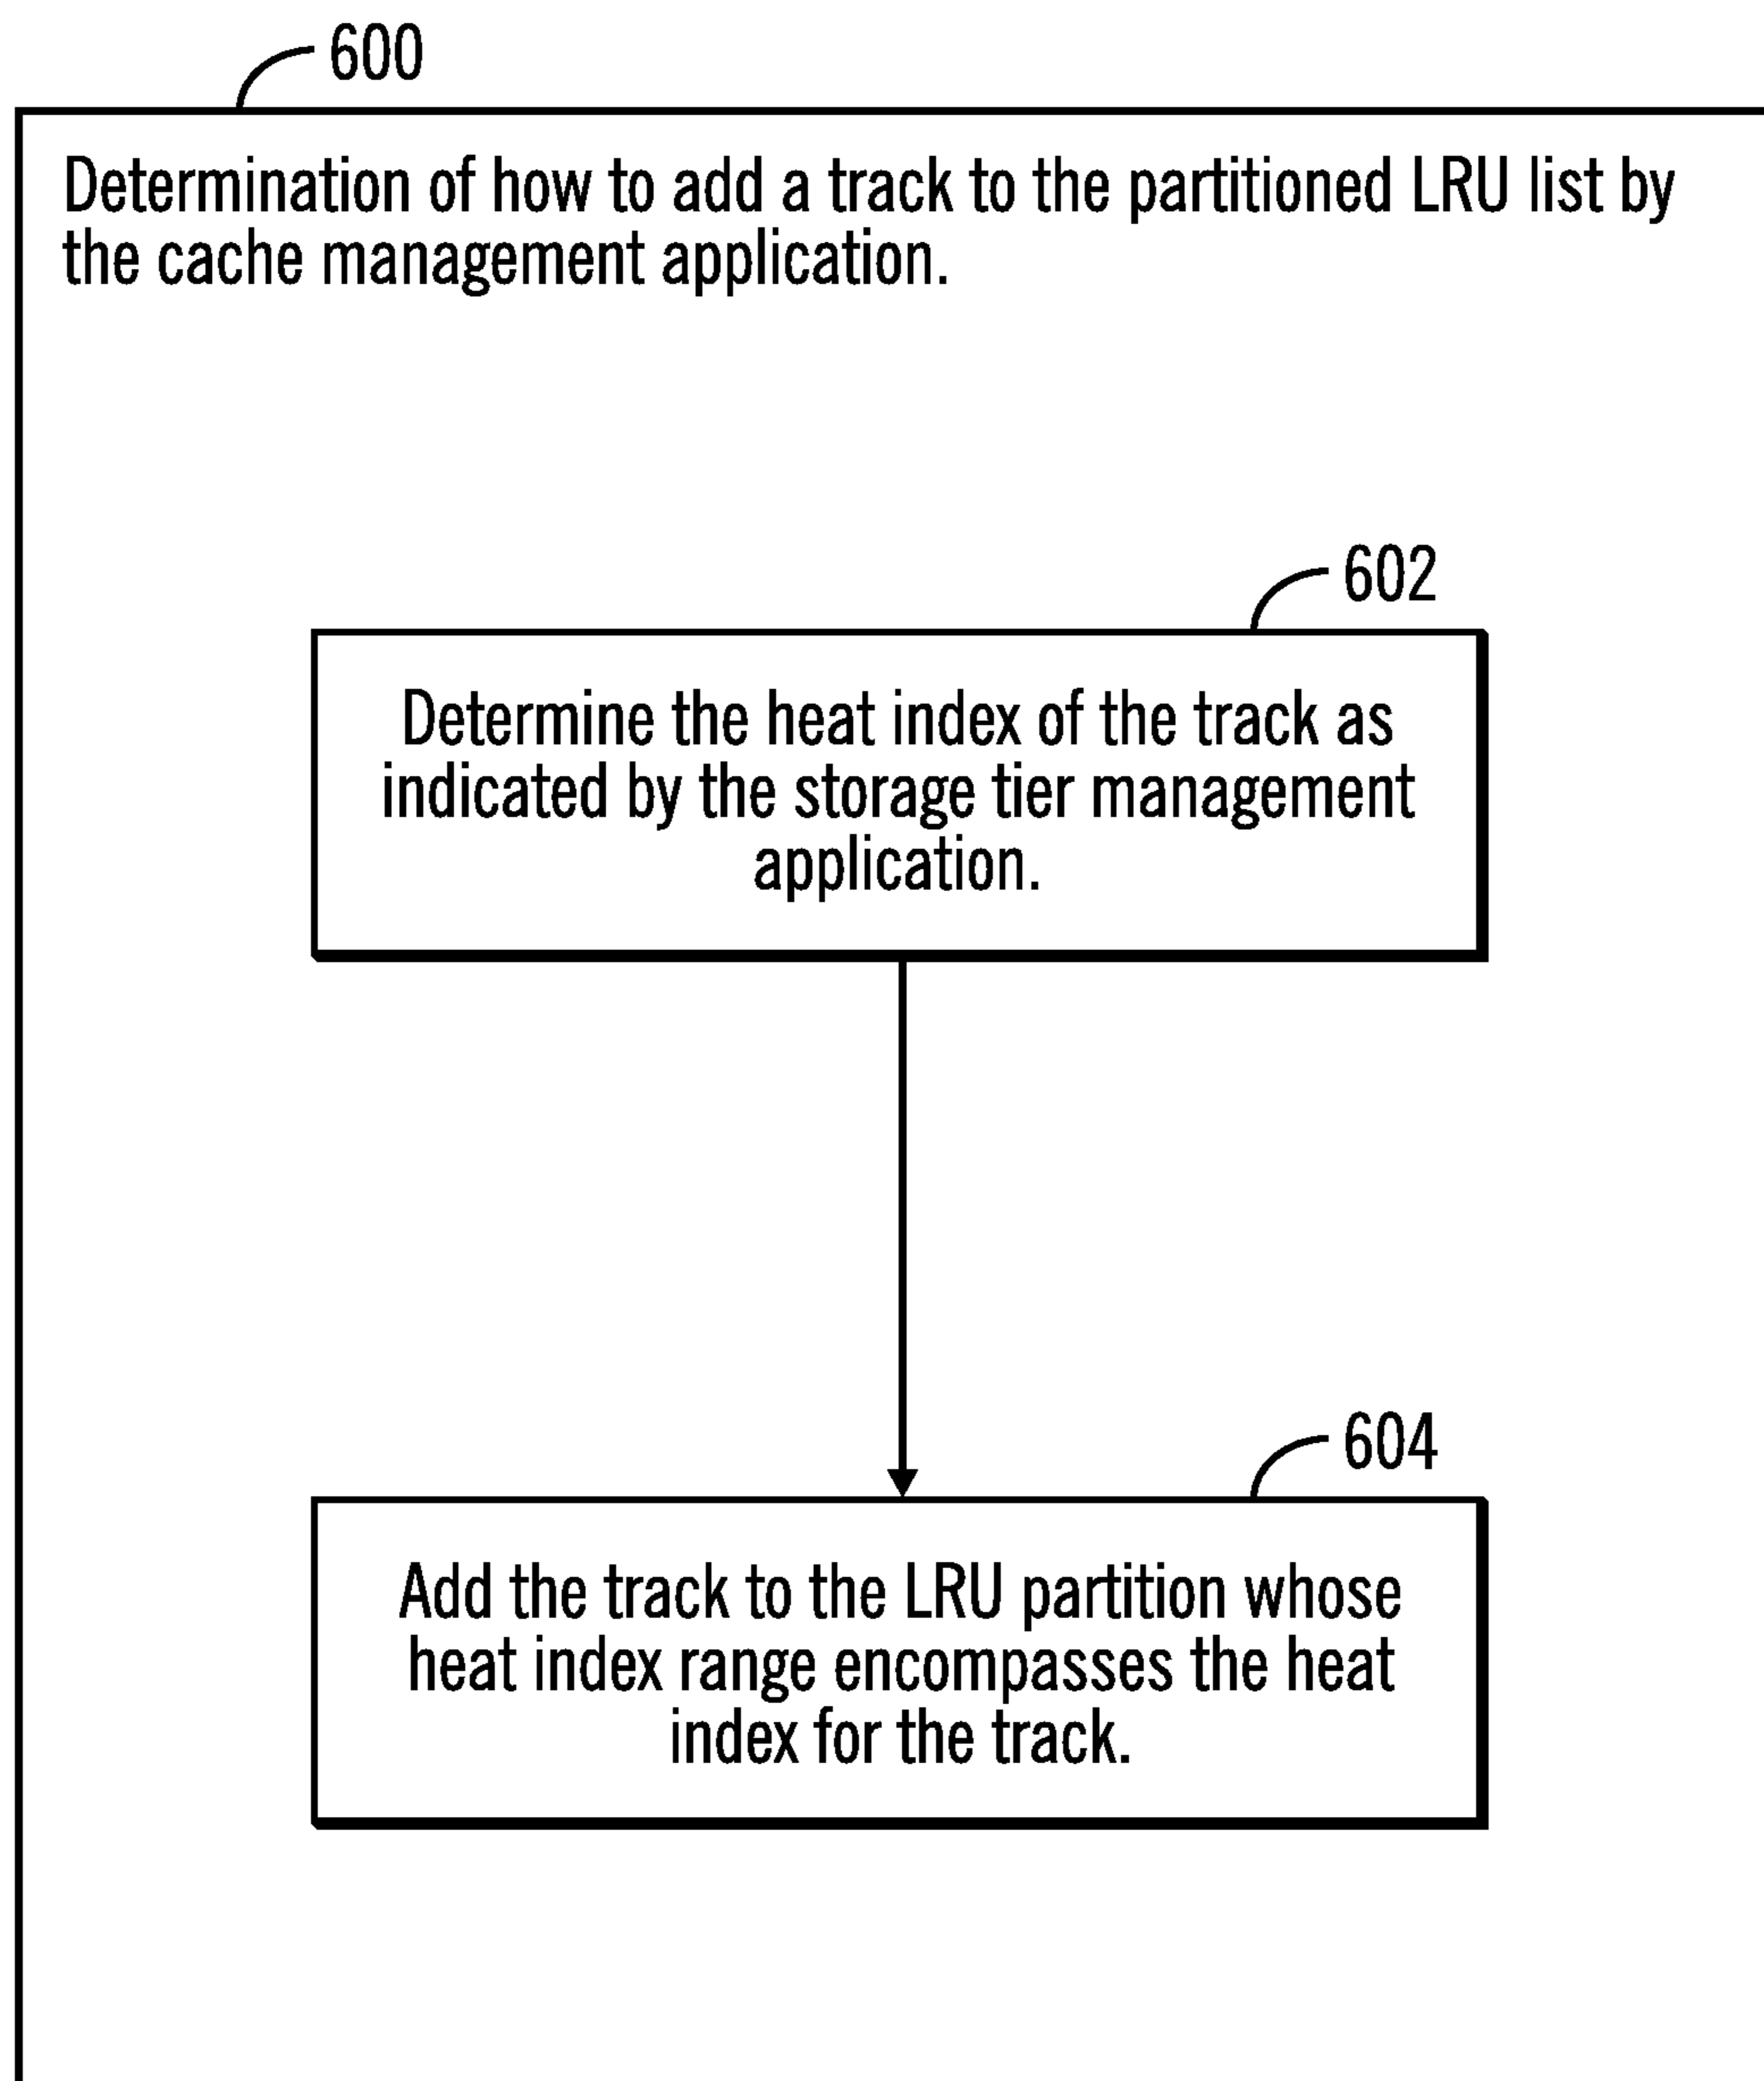 600
Determination of how to add a track to the partitioned LRU list by
the cache management application.
602
Determine the heat index of the track as
indicated by the storage tier management
application.
604
Add the track to the LRU partition whose
heat index range encompasses the heat
index for the track.